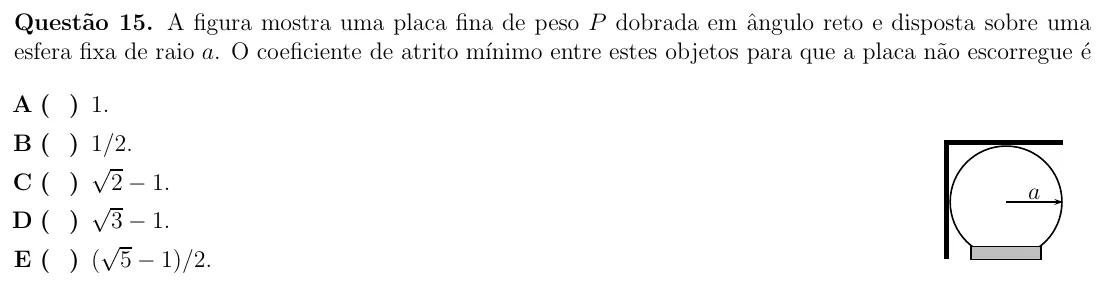 Questão 15. A figura mostra uma placa fina de peso P dobrada em ângulo reto e disposta sobre uma
esfera fixa de raio a. O coeficiente de atrito mínimo entre estes objetos para que a placa não escorregue é
A ( ) 1.
B ( ) 1/2.
C ( ) √2 − 1.
D ( ) √3 − 1.
E ( ) (√5 − 1)/2.
a